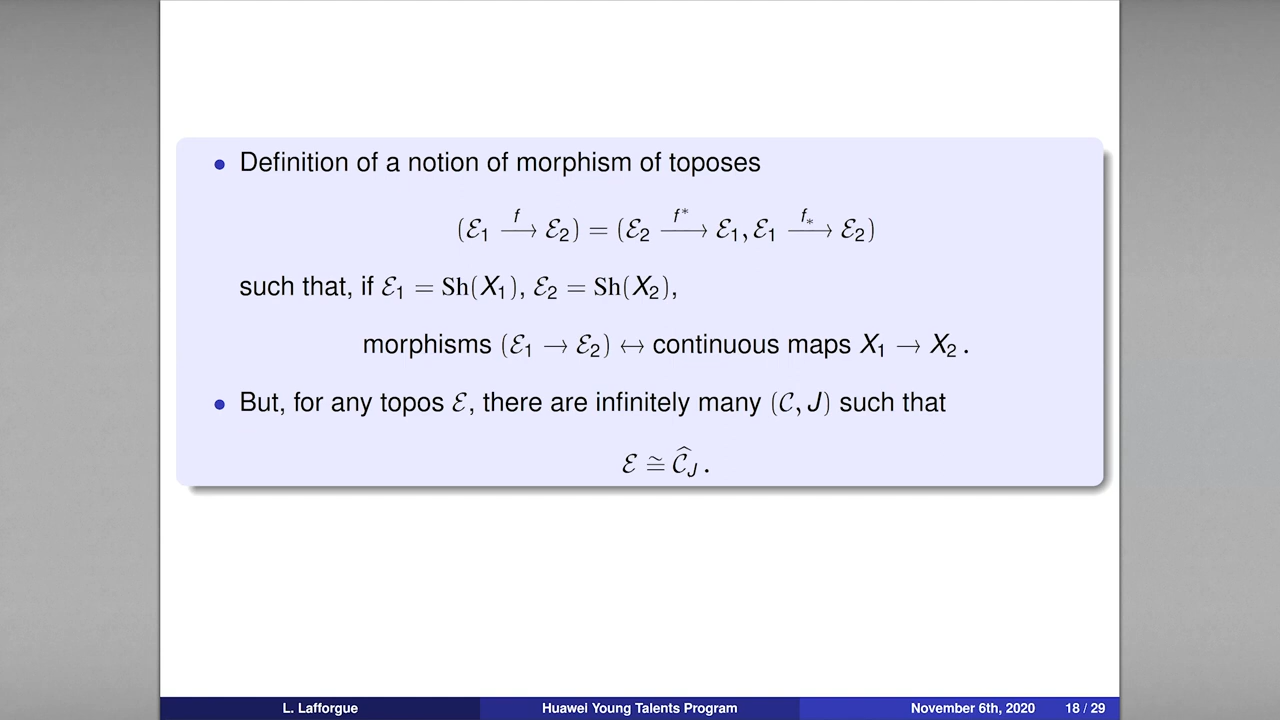 • Definition of a notion of morphism of toposes
(ℰ₁ —f→ ℰ₂) = (ℰ₂ —f*→ ℰ₁, ℰ₁ —f∗→ ℰ₂)
such that, if ℰ₁ = Sh(X₁), ℰ₂ = Sh(X₂),
morphisms (ℰ₁ → ℰ₂) ↔ continuous maps X₁ → X₂ .
• But, for any topos ℰ, there are infinitely many (𝒞, J) such that
ℰ ≅ 𝒞̂_J .
L. Lafforgue Huawei Young Talents Program November 6th, 2020 18 / 29